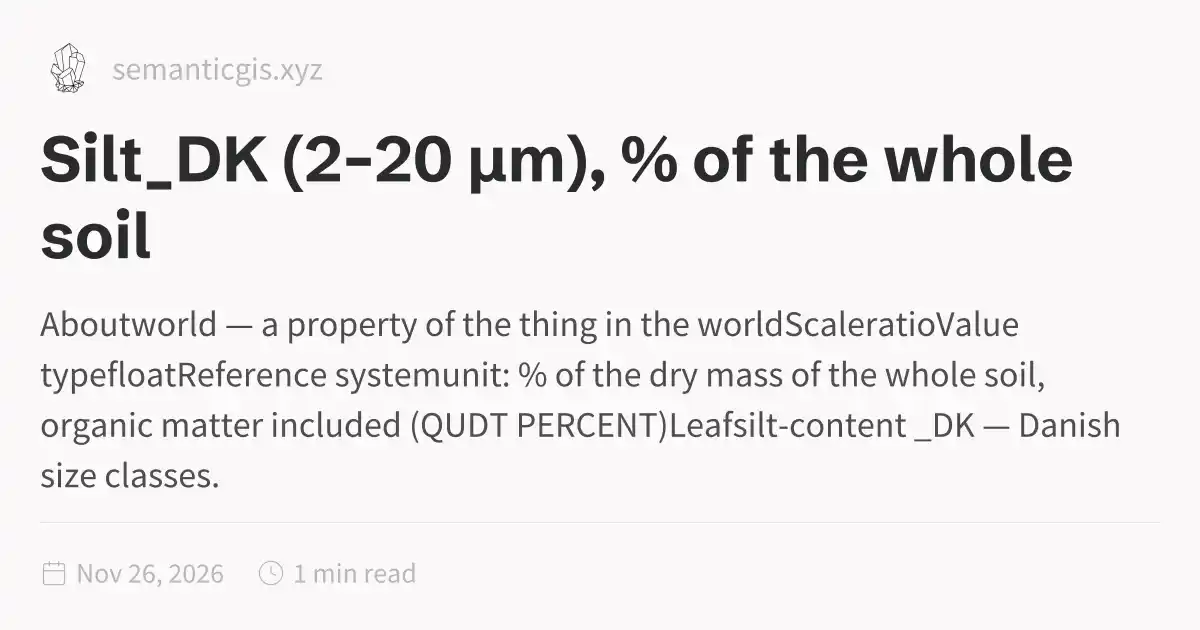 semanticgis.xyz
Silt_DK (2–20 µm), % of the whole
soil
Aboutworld — a property of the thing in the worldScaleratioValue
typefloatReference systemunit: % of the dry mass of the whole soil,
organic matter included (QUDT PERCENT)Leafsilt-content _DK — Danish
size classes.
Nov 26, 2026 1 min read